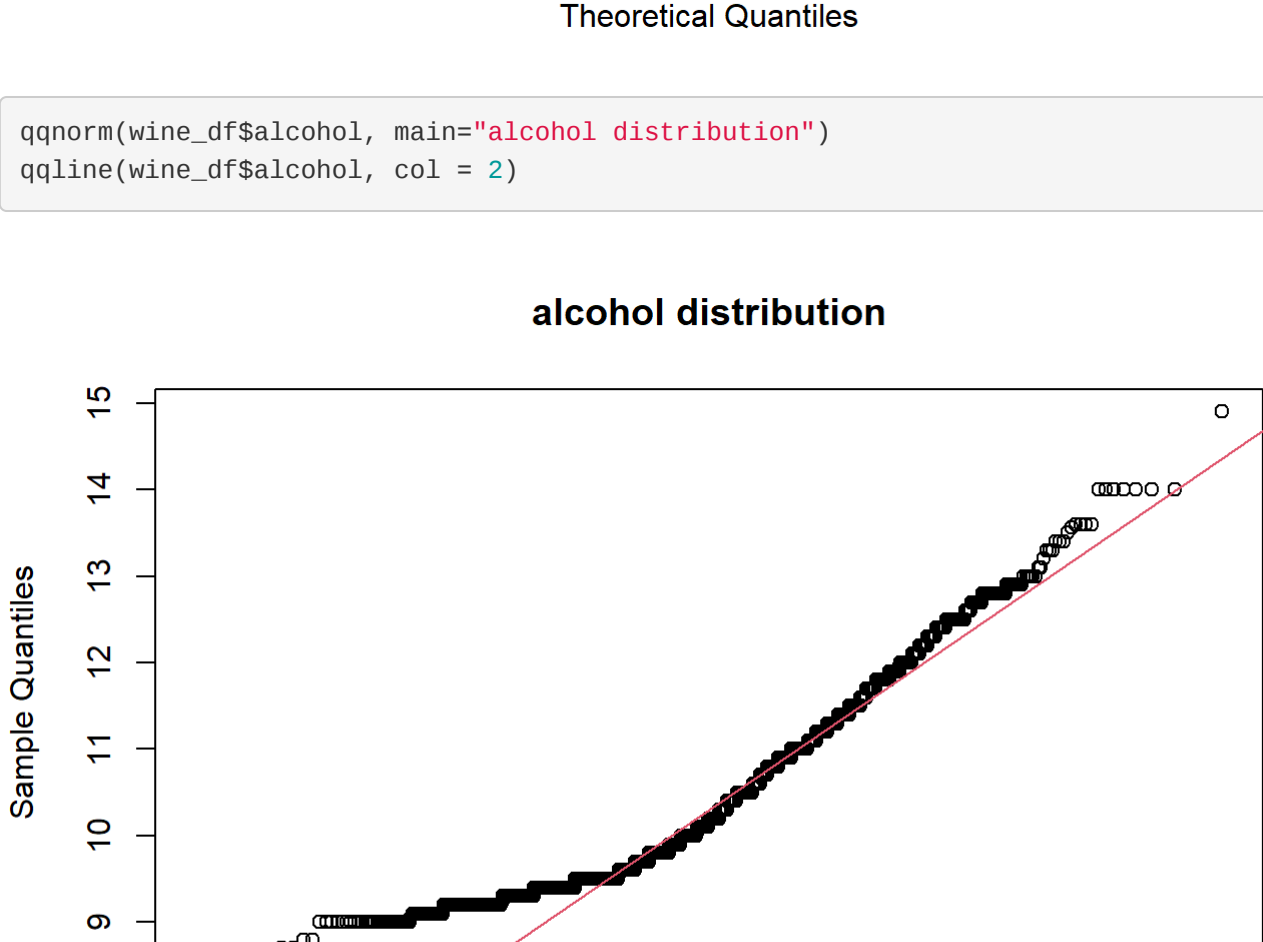 Theoretical Quantiles
qqnorm(wine_df$alcohol, main="alcohol distribution")
qqline(wine_df$alcohol, col = 2)
alcohol distribution
15
14
13
12
11
10
9
Sample Quantiles